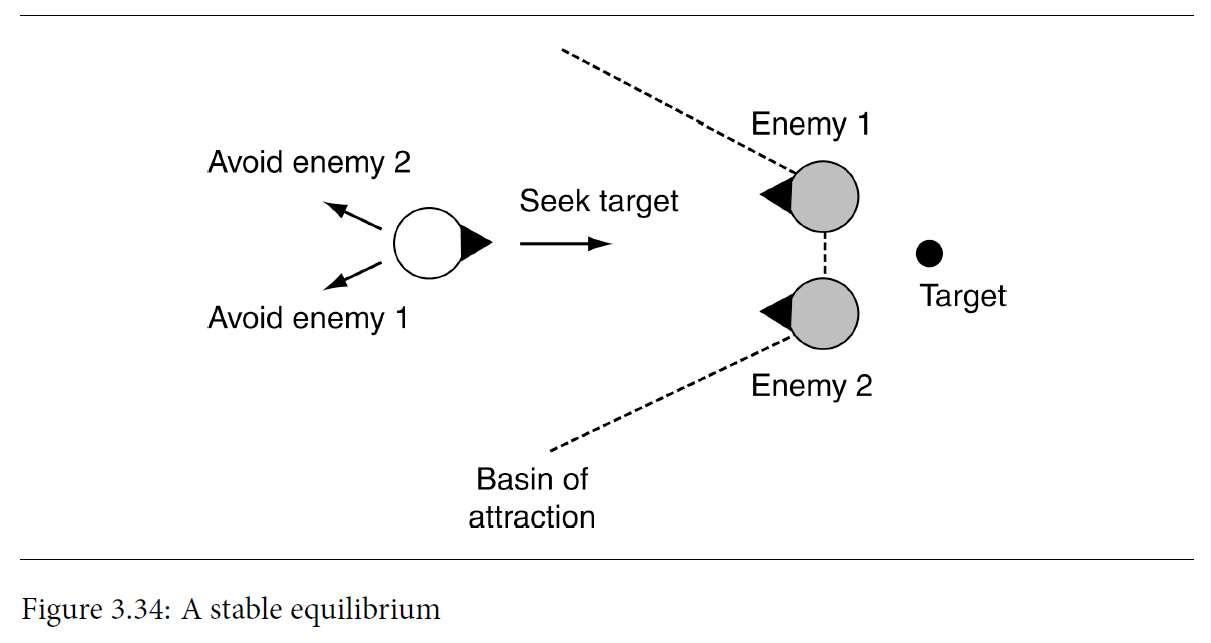 Enemy 1
Avoid enemy 2
Seek target
Target
Avoid enemy 1
Enemy 2
Basin of
attraction
Figure 3.34: A stable equilibrium